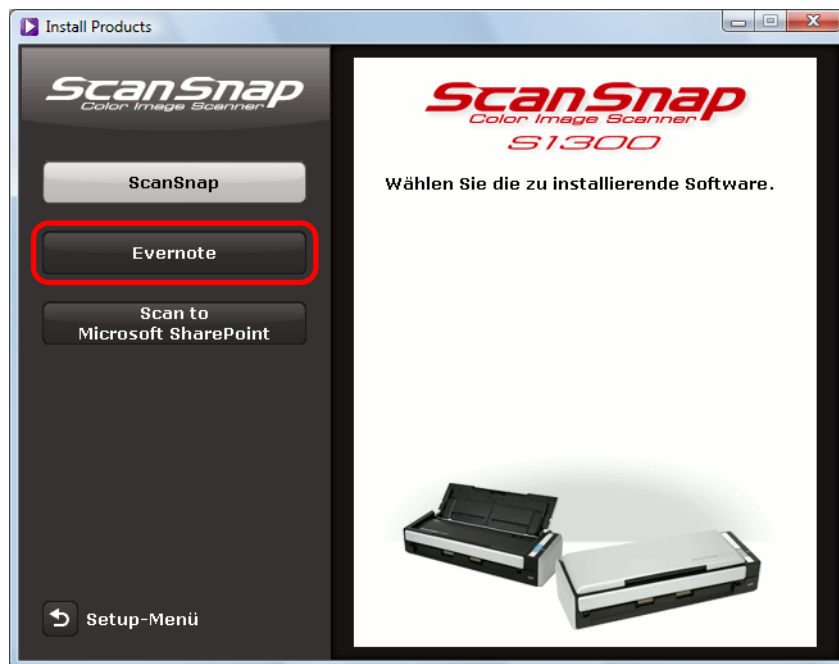 Install Products
ScanSnap
Color Image Scanner
ScanSnap
Evernote
Scan to
Microsoft SharePoint
Setup-Menü
ScanSnap
Color Image Scanner
S1300
Wählen Sie die zu installierende Software.